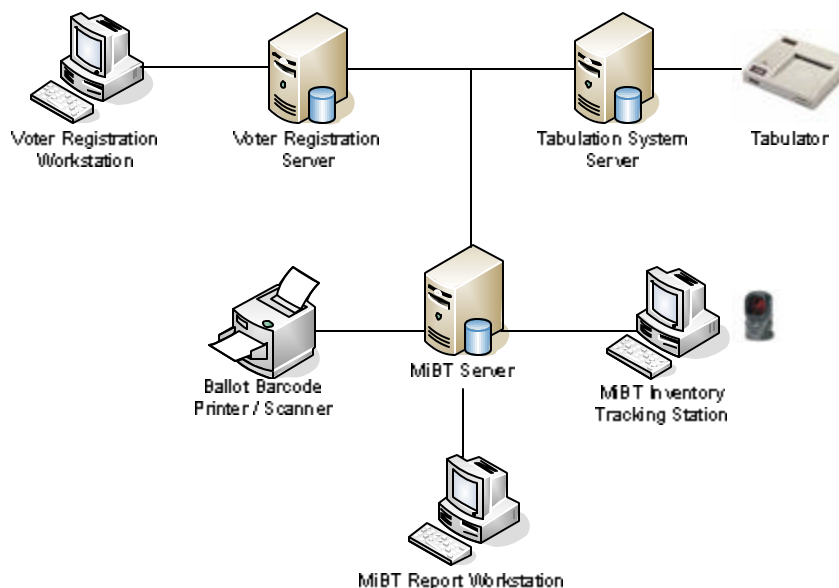 Voter Registration
Workstation
Voter Registration
Server
Tabulation System
Server
Tabulator
Ballot Barcode
Printer / Scanner
MiBT Server
MiBT Inventory
Tracking Station
MiBT Report Workstation